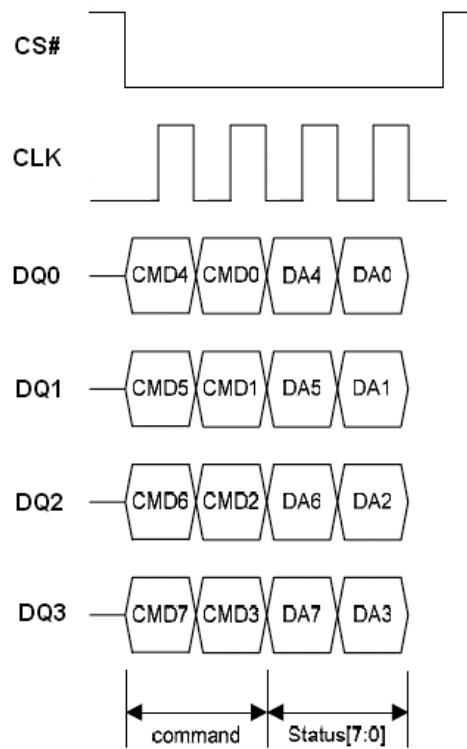 CS#
CLK
DQ0 CMD4 CMD0 DA4 DA0
DQ1 CMD5 CMD1 DA5 DA1
DQ2 CMD6 CMD2 DA6 DA2
DQ3 CMD7 CMD3 DA7 DA3
command Status[7:0]